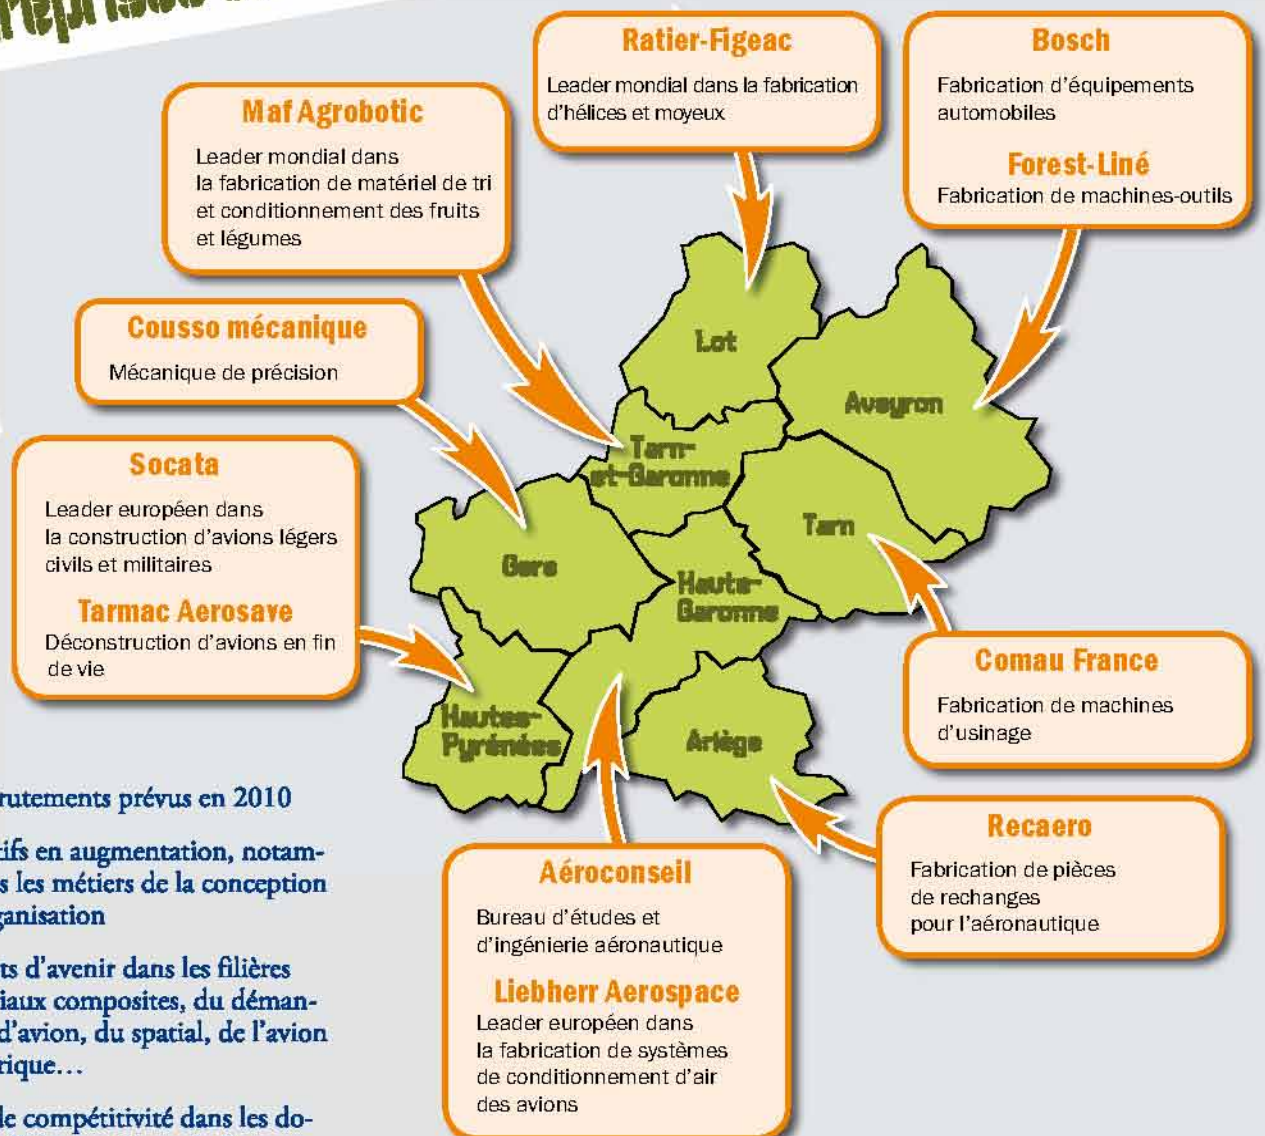 Ratier-Figeac
Leader mondial dans la fabrication
d'hélices et moyeux
Bosch
Fabrication d'équipements
automobiles
Forest-Liné
Fabrication de machines-outils
Maf Agrobotic
Leader mondial dans
la fabrication de matériel de tri
et conditionnement des fruits
et légumes
Cousso mécanique
Mécanique de précision
Socata
Leader européen dans
la construction d'avions légers
civils et militaires
Tarmac Aerosave
Déconstruction d'avions en fin
de vie
Lot
Aveyron
Tarn-
et-Garonne
Tarn
Gers
Haute-
Garonne
Hautes-
Pyrénées
Ariège
Comau France
Fabrication de machines
d'usinage
Recaero
Fabrication de pièces
de rechanges
pour l'aéronautique
Aéroconseil
Bureau d'études et
d'ingénierie aéronautique
Liebherr Aerospace
Leader européen dans
la fabrication de systèmes
de conditionnement d'air
des avions
rutements prévus en 2010
tifs en augmentation, notam-
s les métiers de la conception
ganisation
ts d'avenir dans les filières
iaux composites, du déman-
d'avion, du spatial, de l'avion
rique…
le compétitivité dans les do-